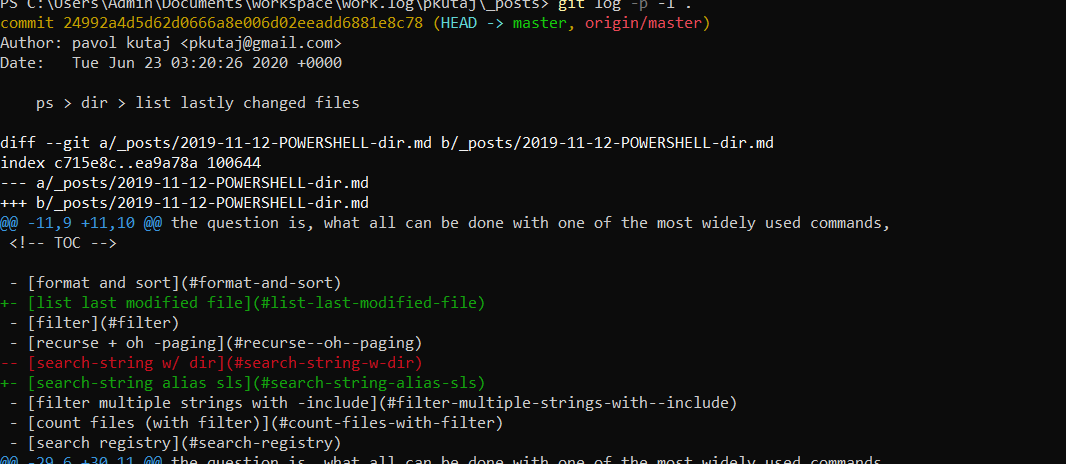 PS C:\Users\Admin\Documents\workspace\work.log\pkutaj\_posts> git log -p -1 .
commit 24992a4d5d62d0666a8e006d02eeadd6881e8c78 (HEAD -> master, origin/master)
Author: pavol kutaj <pkutaj@gmail.com>
Date:   Tue Jun 23 03:20:26 2020 +0000

    ps > dir > list lastly changed files

diff --git a/_posts/2019-11-12-POWERSHELL-dir.md b/_posts/2019-11-12-POWERSHELL-dir.md
index c715e8c..ea9a78a 100644
--- a/_posts/2019-11-12-POWERSHELL-dir.md
+++ b/_posts/2019-11-12-POWERSHELL-dir.md
@@ -11,9 +11,10 @@ the question is, what all can be done with one of the most widely used commands,
 <!-- TOC -->

 - [format and sort](#format-and-sort)
+- [list last modified file](#list-last-modified-file)
 - [filter](#filter)
 - [recurse + oh -paging](#recurse--oh--paging)
-- [search-string w/ dir](#search-string-w-dir)
+- [search-string alias sls](#search-string-alias-sls)
 - [filter multiple strings with -include](#filter-multiple-strings-with--include)
 - [count files (with filter)](#count-files-with-filter)
 - [search registry](#search-registry)
@@ -29,6 +30,11 @@ the question is, what all can be done with one of the most widely used commands,